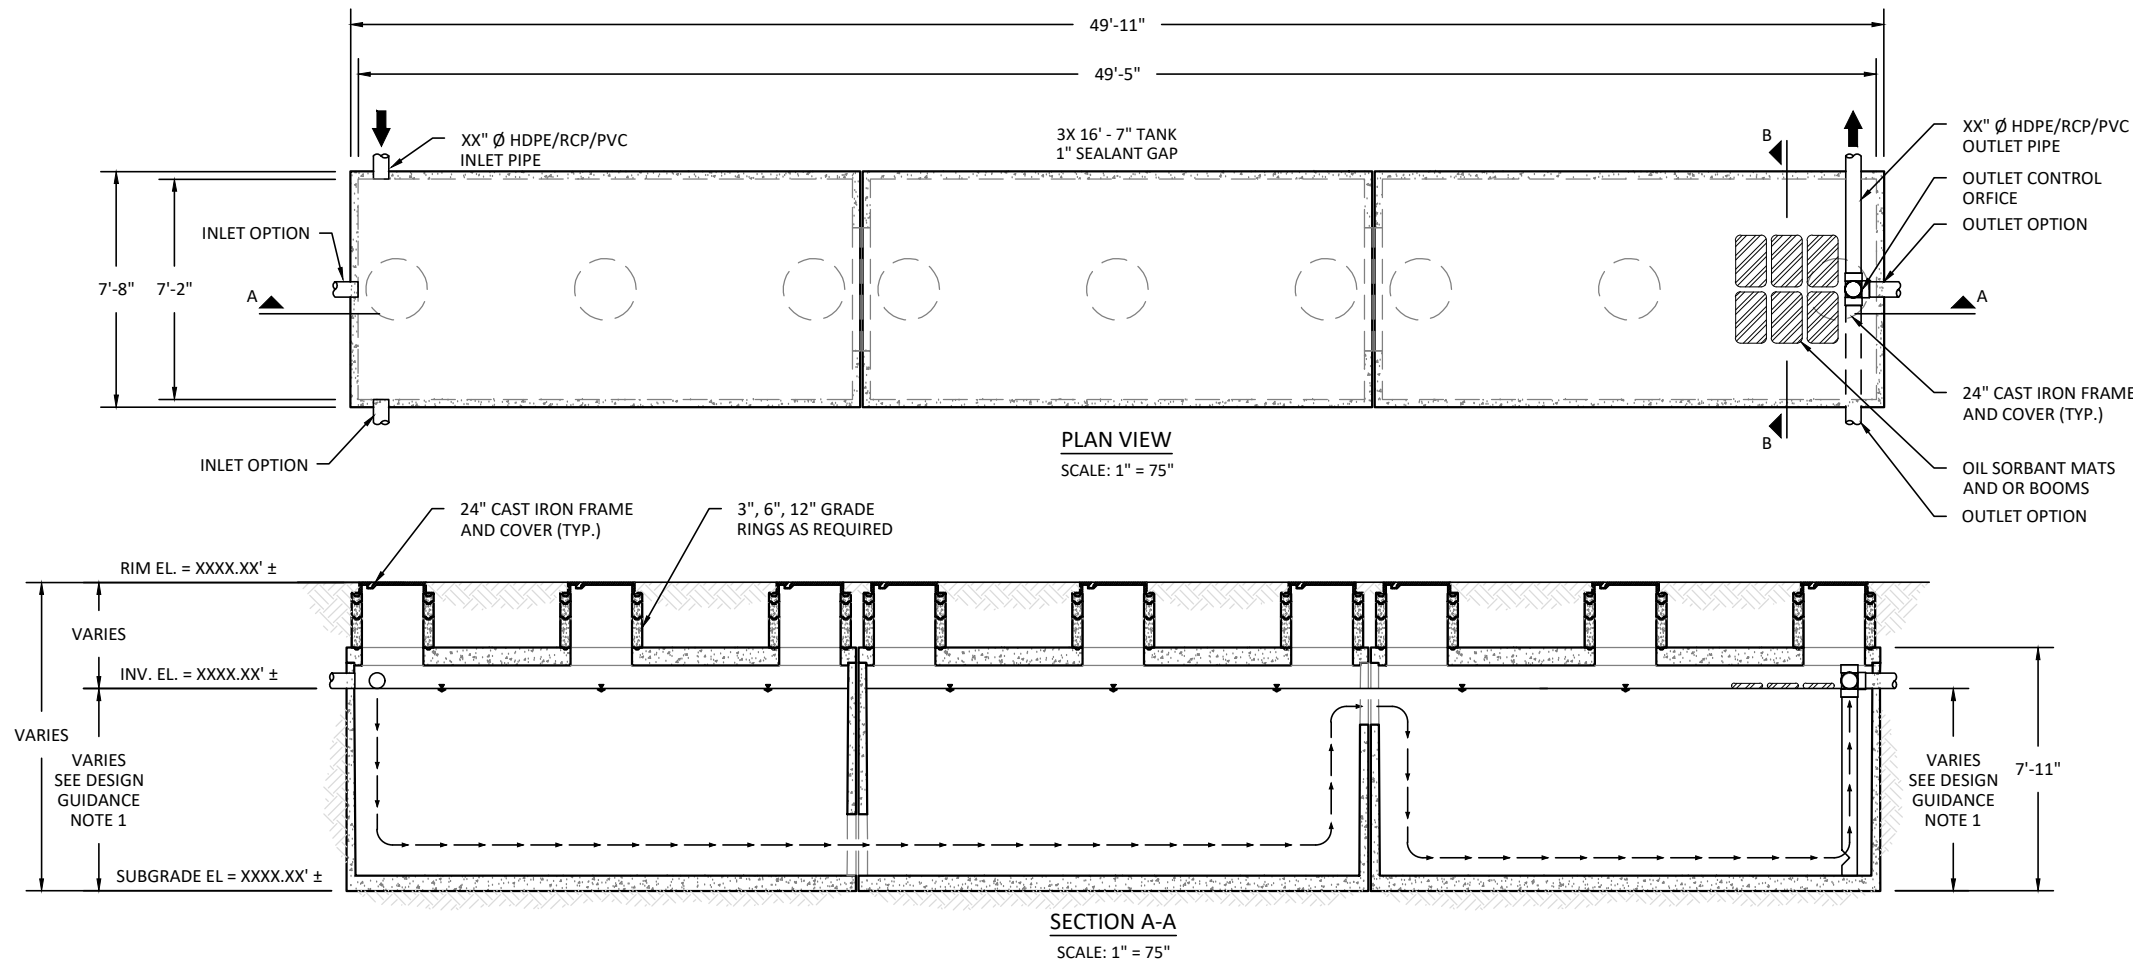 49'-11"
49'-5"
XX" Ø HDPE/RCP/PVC
INLET PIPE
3X 16' - 7" TANK
1" SEALANT GAP
B
XX" Ø HDPE/RCP/PVC
OUTLET PIPE
OUTLET CONTROL
ORFICE
OUTLET OPTION
INLET OPTION
7'-8"
7'-2"
A
A
24" CAST IRON FRAME
AND COVER (TYP.)
B
PLAN VIEW
SCALE: 1" = 75"
INLET OPTION
OIL SORBANT MATS
AND OR BOOMS
OUTLET OPTION
24" CAST IRON FRAME
AND COVER (TYP.)
3", 6", 12" GRADE
RINGS AS REQUIRED
RIM EL. = XXXX.XX' ±
VARIES
INV. EL. = XXXX.XX' ±
VARIES
VARIES
SEE DESIGN
GUIDANCE
NOTE 1
VARIES
SEE DESIGN
GUIDANCE
NOTE 1
7'-11"
SUBGRADE EL = XXXX.XX' ±
SECTION A-A
SCALE: 1" = 75"